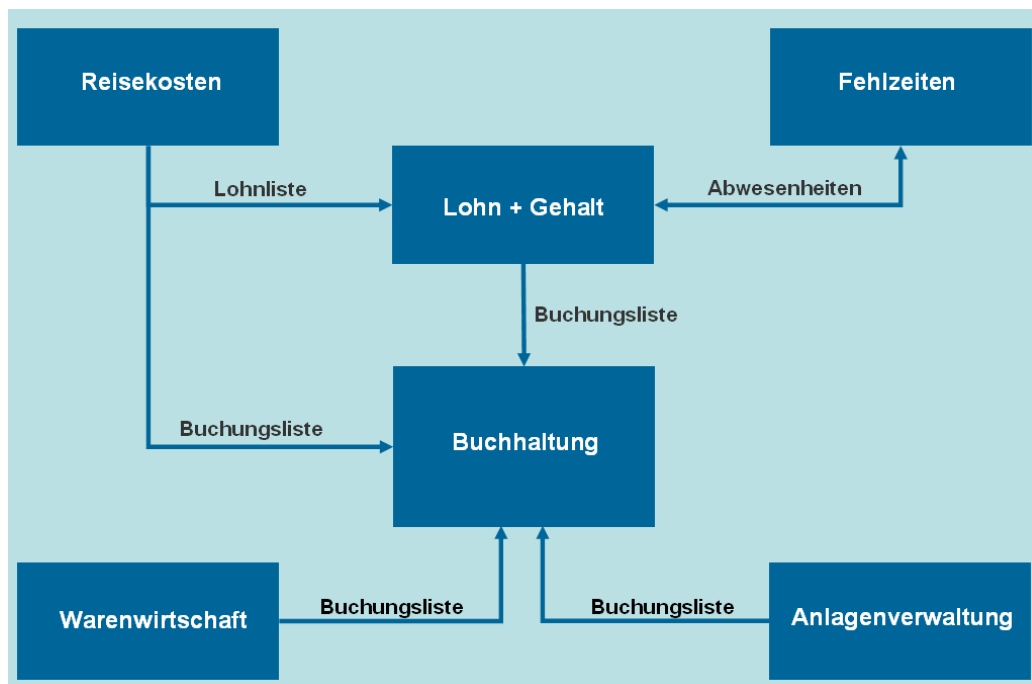 Reisekosten
Fehlzeiten
Lohnliste
Lohn + Gehalt
Abwesenheiten
Buchungsliste
Buchungsliste
Buchhaltung
Warenwirtschaft
Buchungsliste
Buchungsliste
Anlagenverwaltung